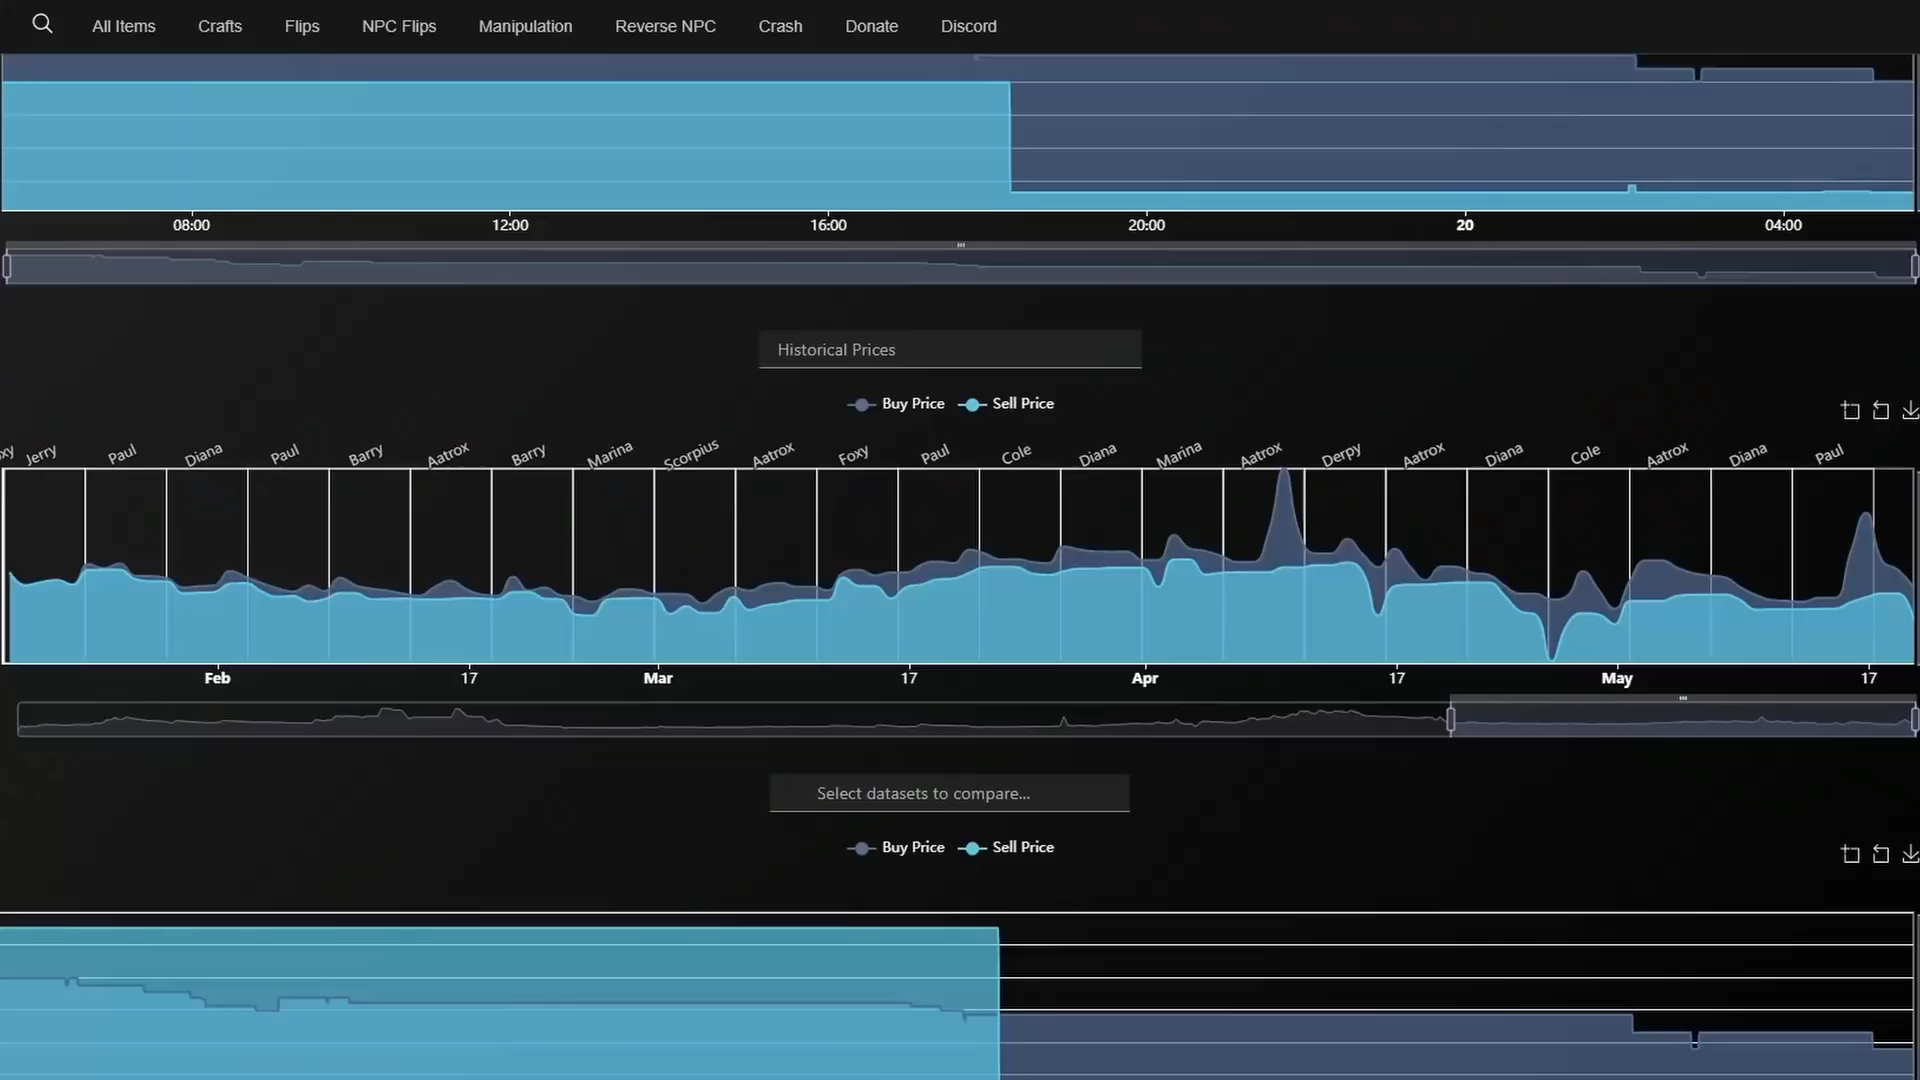 All Items Crafts Flips NPC Flips Manipulation Reverse NPC Crash Donate Discord
08:00 12:00 16:00 20:00 20 04:00
Historical Prices
Buy Price Sell Price
Jerry Paul Diana Paul Barry Aatrox Barry Marina Scorpius Aatrox Foxy Paul Cole Diana Marina Aatrox Derpy Aatrox Diana Cole Aatrox Diana Paul
Feb 17 Mar 17 Apr 17 May 17
Select datasets to compare...
Buy Price Sell Price